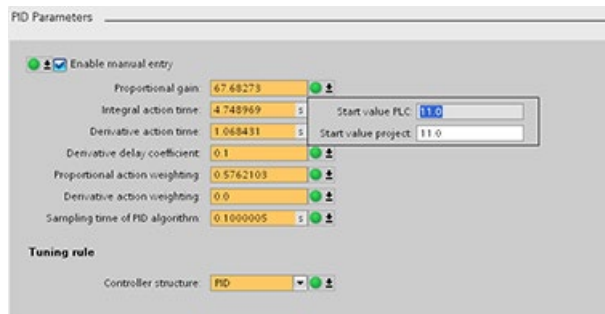 PID Parameters
Enable manual entry
Proportional gain: 67.68273
Integral action time: 4.748969 s
Start value PLC: 11.0
Derivative action time: 1.068431 s
Start value project: 11.0
Derivative delay coefficient: 0.1
Proportional action weighting: 0.5762103
Derivative action weighting: 0.0
Sampling time of PID algorithm: 0.1000005 s
Tuning rule
Controller structure: PID